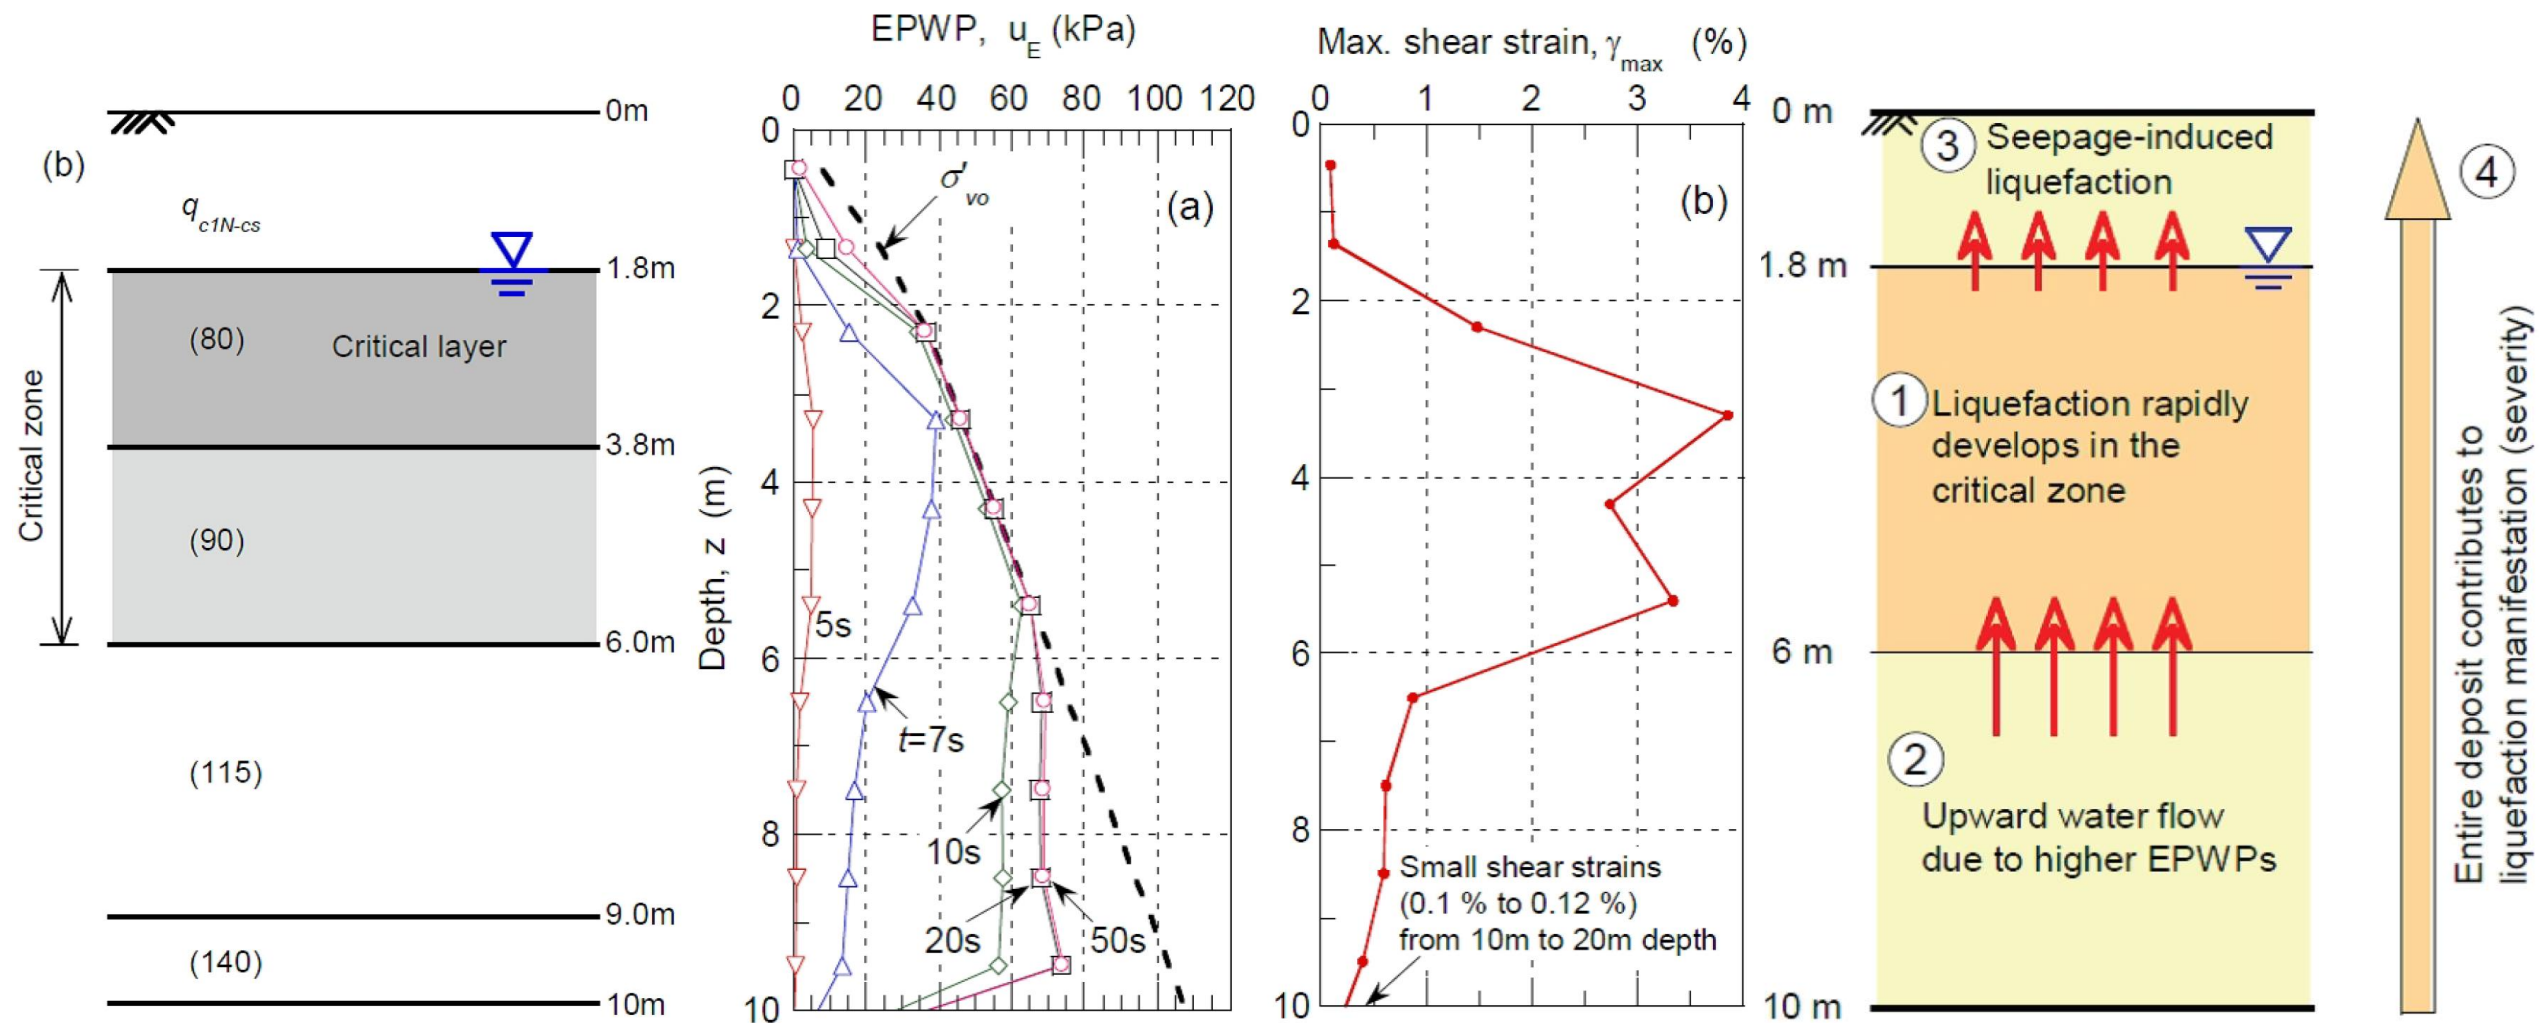 (b)
q c1N-cs
0m
1.8m
(80)
Critical layer
3.8m
(90)
Critical zone
6.0m
(115)
9.0m
(140)
10m
EPWP, u_E (kPa)
0 20 40 60 80 100 120
0
2
4
6
8
10
Depth, z (m)
σ'vo
(a)
5s
t=7s
10s
20s
50s
Max. shear strain, γmax (%)
0 1 2 3 4
0
2
4
6
8
10
(b)
Small shear strains
(0.1 % to 0.12 %)
from 10m to 20m depth
0 m
1.8 m
6 m
10 m
3 Seepage-induced
liquefaction
1 Liquefaction rapidly
develops in the
critical zone
2
Upward water flow
due to higher EPWPs
4
Entire deposit contributes to
liquefaction manifestation (severity)